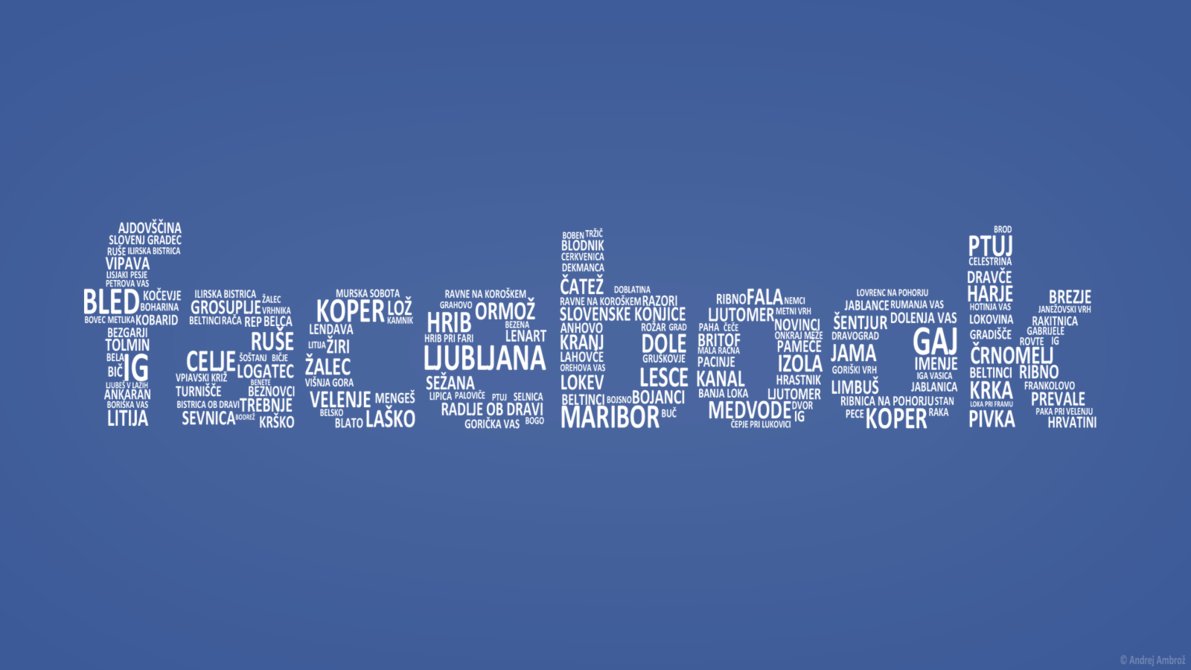 AJDOVŠČINA
SLOVENJ GRADEC
RUŠE ILIRSKA BISTRICA
VIPAVA
LISJAKI PESJE
PETROVA VAS
BLED KOČEVJE
BOHARINA
BOVEC METLIKA KOBARID
BEZGARJI
TOLMIN
BELA
BIČ IG
LJUBEŠ V LAZIH
ANKARAN
BORIŠKA VAS
LITIJA
ILIRSKA BISTRICA ŽALEC
GROSUPLJE VRHNIKA
BELTINCI RAČA REP BELCA
RUŠE
CELJE ŠOŠTANJ BIČJE
LOGATEC
VPIAVSKI KRIŽ BENETE
TURNIŠČE BEZNOVCI
BISTRICA OB DRAVI TREBNJE
SEVNICA BODREŽ KRŠKO
MURSKA SOBOTA
KOPER LOŽ
KAMNIK
LENDAVA
LITIJA ŽIRI
ŽALEC
VIŠNJA GORA
VELENJE MENGEŠ
BELSKO
BLATO LAŠKO
RAVNE NA KOROŠKEM
GRAHOVO ORMOŽ
HRIB BEZENA
HRIB PRI FARI LENART
LJUBLJANA
SEŽANA
LIPICA PALOVIČE PTUJ SELNICA
RADLJE OB DRAVI
GORIČKA VAS BOGO
BOBEN TRŽIČ
BLODNIK
CERKVENICA
DEKMANCA
ČATEŽ DOBLATINA
RAVNE NA KOROŠKEM RAZORI
SLOVENSKE KONJICE
ANHOVO ROŽAR GRAD
KRANJ DOLE
LAHOVČE GRUŠKOVJE
OREHOVA VAS
LOKEV LESCE
BELTINCI BOJSNO BOJANCI
MARIBOR BUČ
RIBNO FALA NEMCI
LJUTOMER METNI VRH
PAHA ČEČE NOVINCI
BRITOF ONKRAJ MEŽE
MALA RAČNA PAMEČE
PACINJE IZOLA
KANAL HRASTNIK
BANJA LOKA LJUTOMER
MEDVODE DVOR
IG
ČEPJE PRI LUKOVICI
LOVRENC NA POHORJU
JABLANCE RUMANJA VAS
ŠENTJUR DOLENJA VAS
DRAVOGRAD GAJ
JAMA
GORIŠKI VRH IMENJE
IGA VASICA
LIMBUŠ JABLANICA
RIBNICA NA POHORJU STAN
PECE KOPER RAKA
BROD
PTUJ
CELESTRINA
DRAVČE
HARJE BREZJE
HOTINJA VAS JANEŽOVSKI VRH
LOKOVINA RAKITNICA
GRADIŠČE GABRIJELE
ROVTE IG
ČRNOMELJ
BELTINCI RIBNO
KRKA FRANKOLOVO
LOKA PRI FRAMU PREVALE
PAKA PRI VELENJU
PIVKA HRVATINI
© Andrej Ambrož